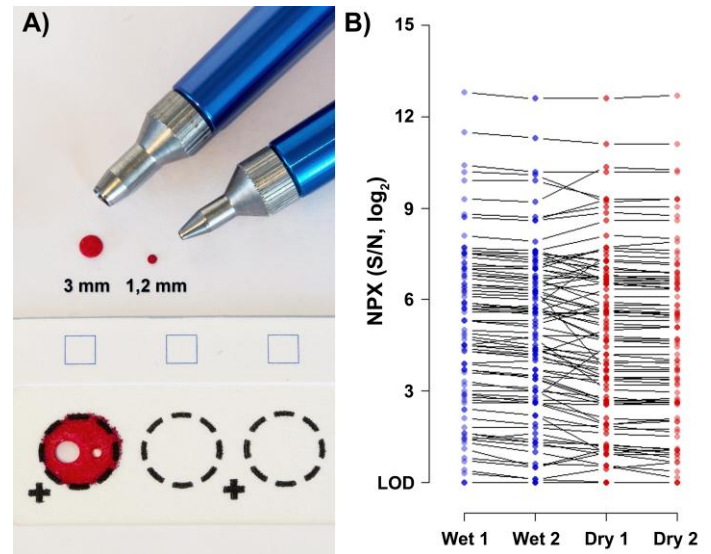 A)
3 mm
1,2 mm
B)
NPX (S/N, log2)
15
12
9
6
3
LOD
Wet 1
Wet 2
Dry 1
Dry 2